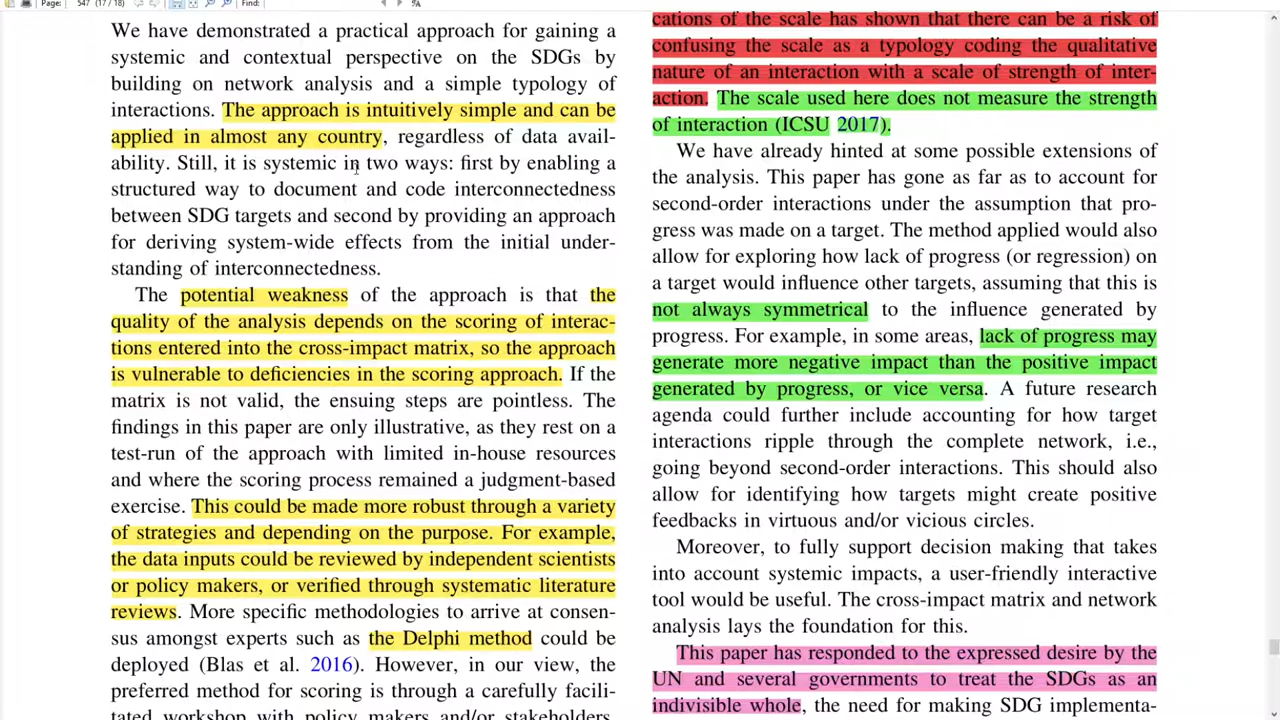 Page: 547 (17 / 18) Find:
We have demonstrated a practical approach for gaining a
systemic and contextual perspective on the SDGs by
building on network analysis and a simple typology of
interactions. The approach is intuitively simple and can be
applied in almost any country, regardless of data avail-
ability. Still, it is systemic in two ways: first by enabling a
structured way to document and code interconnectedness
between SDG targets and second by providing an approach
for deriving system-wide effects from the initial under-
standing of interconnectedness.
The potential weakness of the approach is that the
quality of the analysis depends on the scoring of interac-
tions entered into the cross-impact matrix, so the approach
is vulnerable to deficiencies in the scoring approach. If the
matrix is not valid, the ensuing steps are pointless. The
findings in this paper are only illustrative, as they rest on a
test-run of the approach with limited in-house resources
and where the scoring process remained a judgment-based
exercise. This could be made more robust through a variety
of strategies and depending on the purpose. For example,
the data inputs could be reviewed by independent scientists
or policy makers, or verified through systematic literature
reviews. More specific methodologies to arrive at consen-
sus amongst experts such as the Delphi method could be
deployed (Blas et al. 2016). However, in our view, the
preferred method for scoring is through a carefully facili-
tated workshop with policy makers and/or stakeholders,
cations of the scale has shown that there can be a risk of
confusing the scale as a typology coding the qualitative
nature of an interaction with a scale of strength of inter-
action. The scale used here does not measure the strength
of interaction (ICSU 2017).
We have already hinted at some possible extensions of
the analysis. This paper has gone as far as to account for
second-order interactions under the assumption that pro-
gress was made on a target. The method applied would also
allow for exploring how lack of progress (or regression) on
a target would influence other targets, assuming that this is
not always symmetrical to the influence generated by
progress. For example, in some areas, lack of progress may
generate more negative impact than the positive impact
generated by progress, or vice versa. A future research
agenda could further include accounting for how target
interactions ripple through the complete network, i.e.,
going beyond second-order interactions. This should also
allow for identifying how targets might create positive
feedbacks in virtuous and/or vicious circles.
Moreover, to fully support decision making that takes
into account systemic impacts, a user-friendly interactive
tool would be useful. The cross-impact matrix and network
analysis lays the foundation for this.
This paper has responded to the expressed desire by the
UN and several governments to treat the SDGs as an
indivisible whole, the need for making SDG implementa-